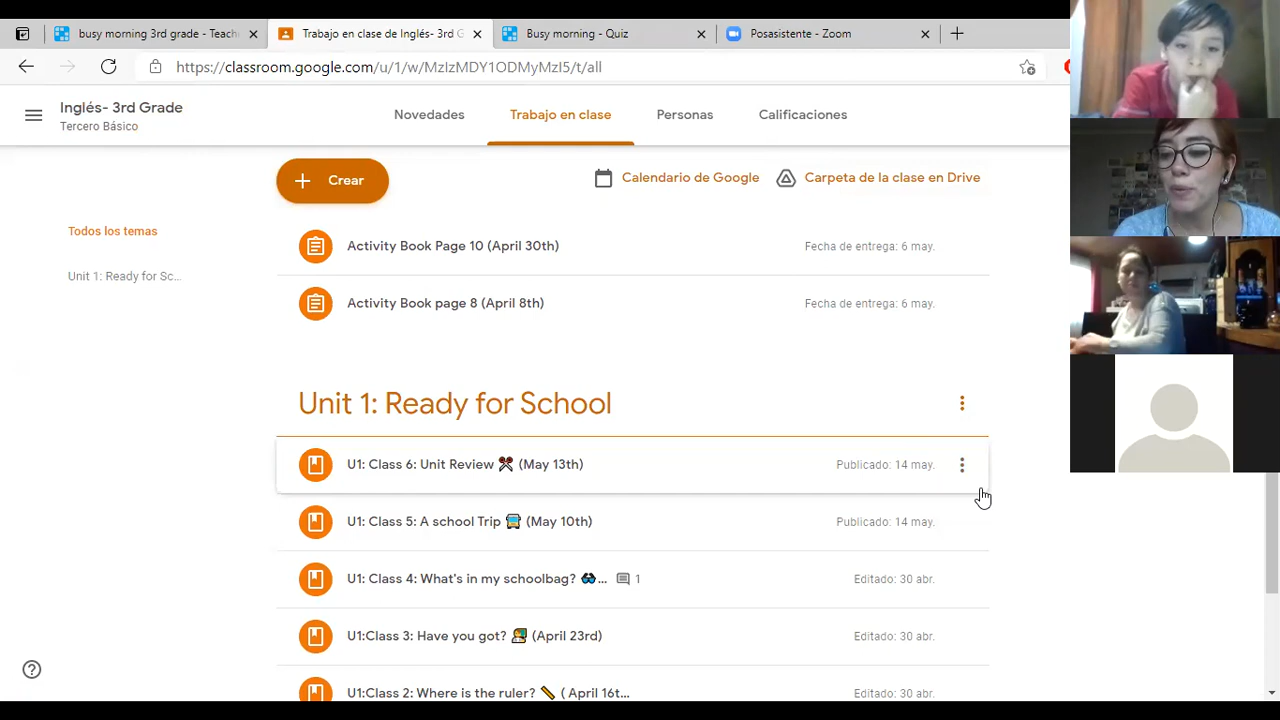 busy morning 3rd grade - Teach
Trabajo en clase de Inglés- 3rd G
Busy morning - Quiz
Posasistente - Zoom
https://classroom.google.com/u/1/w/MzIzMDY1ODMyMzI5/t/all
Inglés- 3rd Grade
Tercero Básico
Novedades
Trabajo en clase
Personas
Calificaciones
Crear
Calendario de Google
Carpeta de la clase en Drive
Todos los temas
Unit 1: Ready for Sc...
Activity Book Page 10 (April 30th)
Fecha de entrega: 6 may.
Activity Book page 8 (April 8th)
Fecha de entrega: 6 may.
Unit 1: Ready for School
U1: Class 6: Unit Review (May 13th)
Publicado: 14 may.
U1: Class 5: A school Trip (May 10th)
Publicado: 14 may.
U1: Class 4: What's in my schoolbag? ... 1
Editado: 30 abr.
U1:Class 3: Have you got? (April 23rd)
Editado: 30 abr.
U1:Class 2: Where is the ruler? ( April 16t...
Editado: 30 abr.